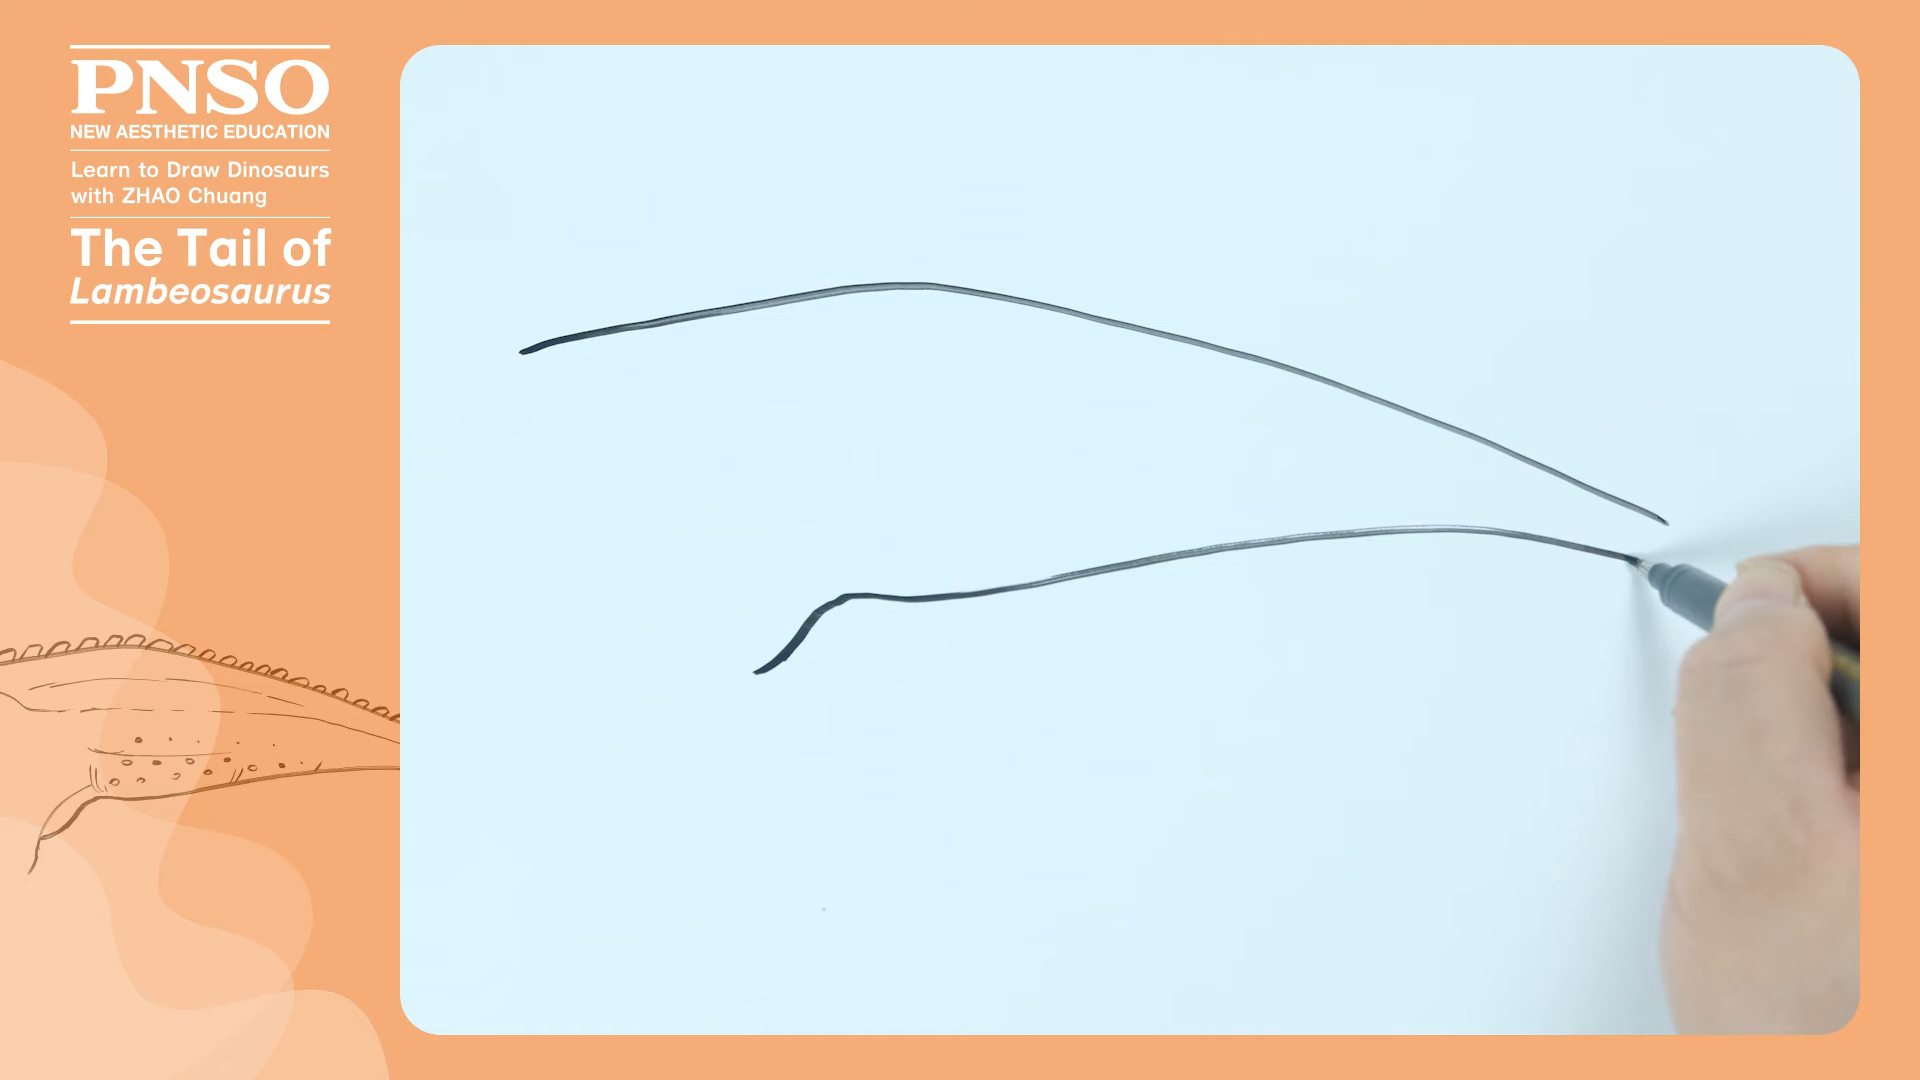 PNSO
NEW AESTHETIC EDUCATION
Learn to Draw Dinosaurs
with ZHAO Chuang
The Tail of
Lambeosaurus